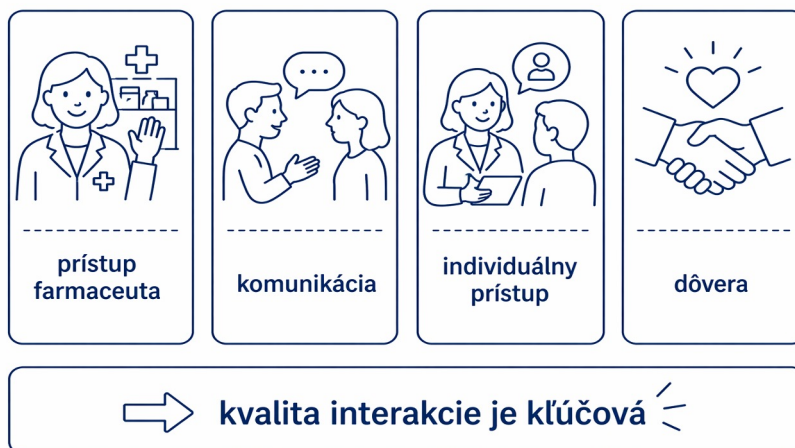 prístup
farmaceuta
komunikácia
individuálny
prístup
dôvera
kvalita interakcie je kľúčová